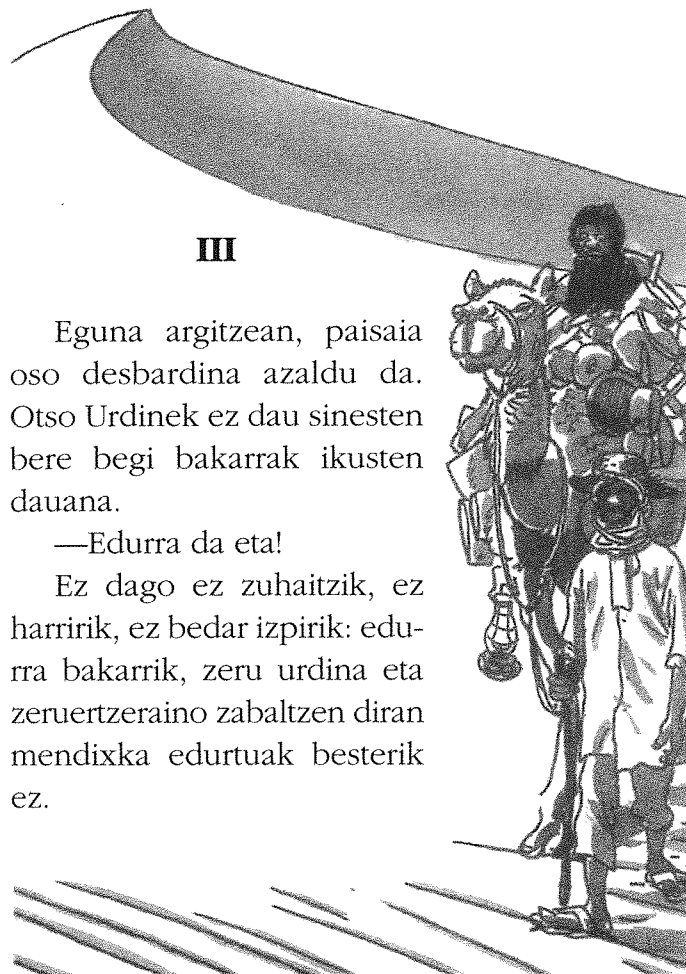 III
Eguna argitzean, paisaia
oso desbardina azaldu da.
Otso Urdinek ez dau sinesten
bere begi bakarrak ikusten
dauana.
—Edurra da eta!
Ez dago ez zuhaitzik, ez
harririk, ez bedar izpirik: edu-
rra bakarrik, zeru urdina eta
zeruertzeraino zabaltzen diran
mendixka edurtuak besterik
ez.